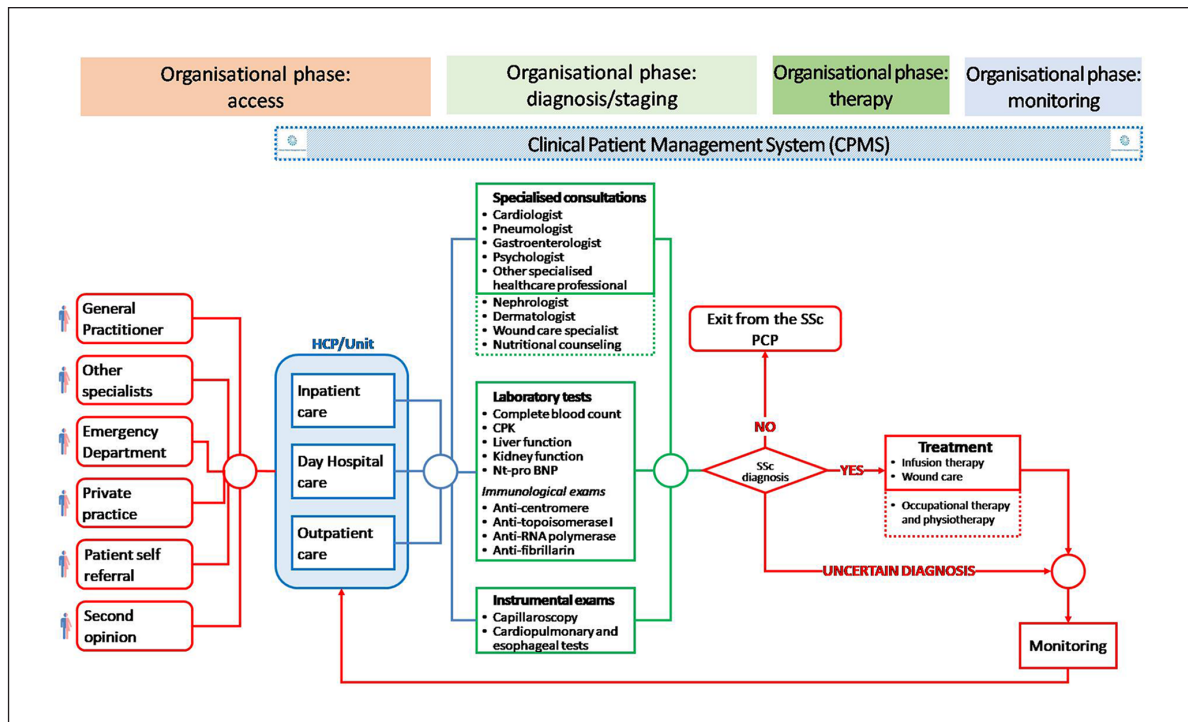 Organisational phase:
access
Organisational phase:
diagnosis/staging
Organisational phase:
therapy
Organisational phase:
monitoring
Clinical Patient Management System (CPMS)
General
Practitioner
Other
specialists
Emergency
Department
Private
practice
Patient self
referral
Second
opinion
HCP/Unit
Inpatient
care
Day Hospital
care
Outpatient
care
Specialised consultations
• Cardiologist
• Pneumologist
• Gastroenterologist
• Psychologist
• Other specialised
healthcare professional
• Nephrologist
• Dermatologist
• Wound care specialist
• Nutritional counseling
Laboratory tests
• Complete blood count
• CPK
• Liver function
• Kidney function
• Nt-pro BNP
Immunological exams
• Anti-centromere
• Anti-topoisomerase I
• Anti-RNA polymerase
• Anti-fibrillarin
Instrumental exams
• Capillaroscopy
• Cardiopulmonary and
esophageal tests
Exit from the SSc
PCP
NO
SSc
diagnosis
YES
UNCERTAIN DIAGNOSIS
Treatment
• Infusion therapy
• Wound care
• Occupational therapy
and physiotherapy
Monitoring